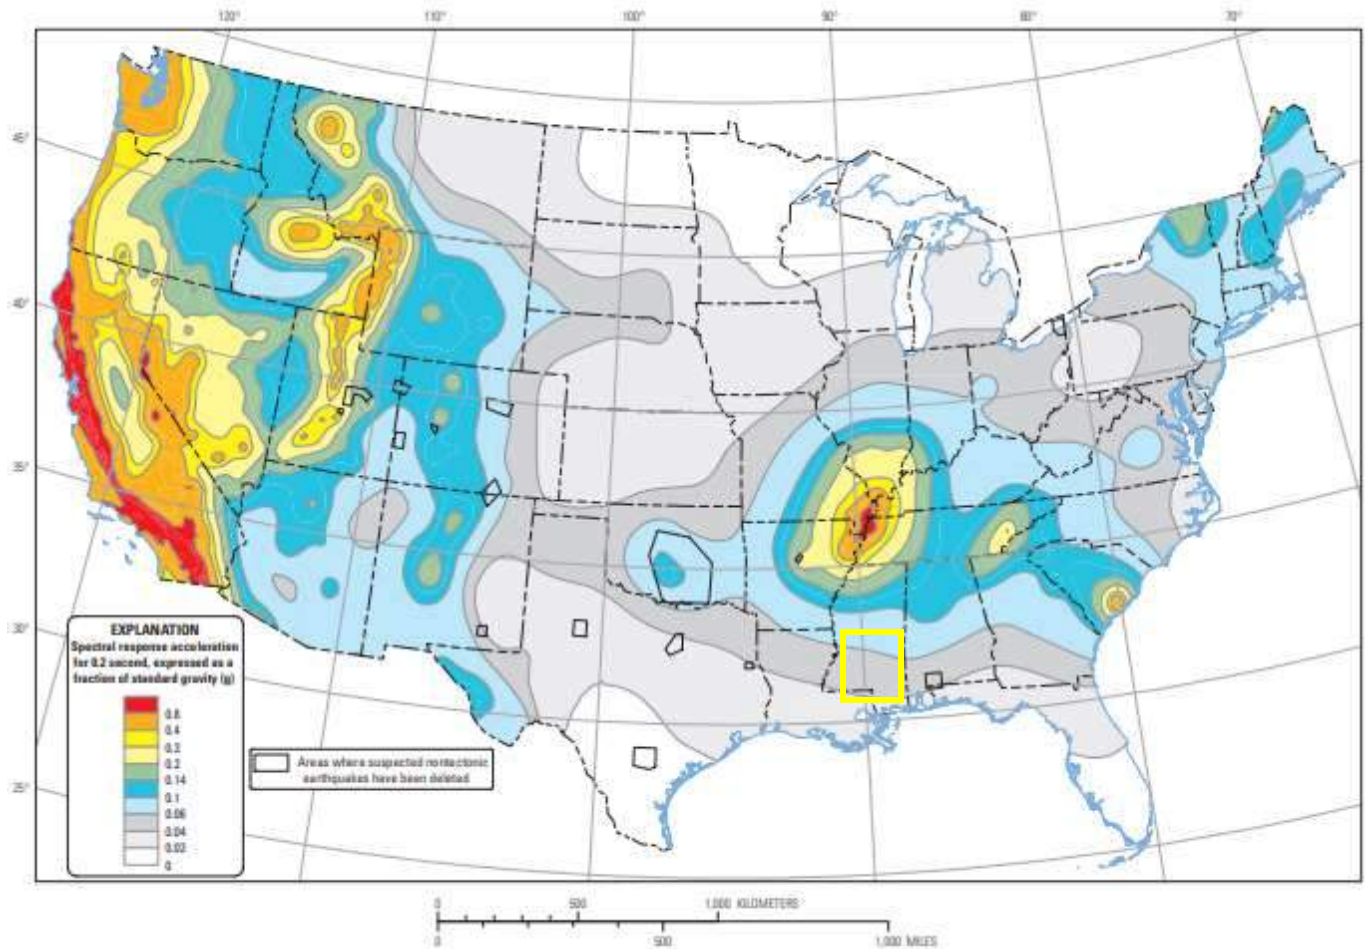 120° 110° 100° 90° 80° 70°
45°
40°
35°
30°
25°
EXPLANATION
Spectral response acceleration
for 0.2 second, expressed as a
fraction of standard gravity (g)
0.8
0.4
0.3
0.2
0.14
0.1
0.06
0.04
0.02
0
Areas where suspected nontectonic
earthquakes have been deleted
0 500 1,000 KILOMETERS
0 500 1,000 MILES